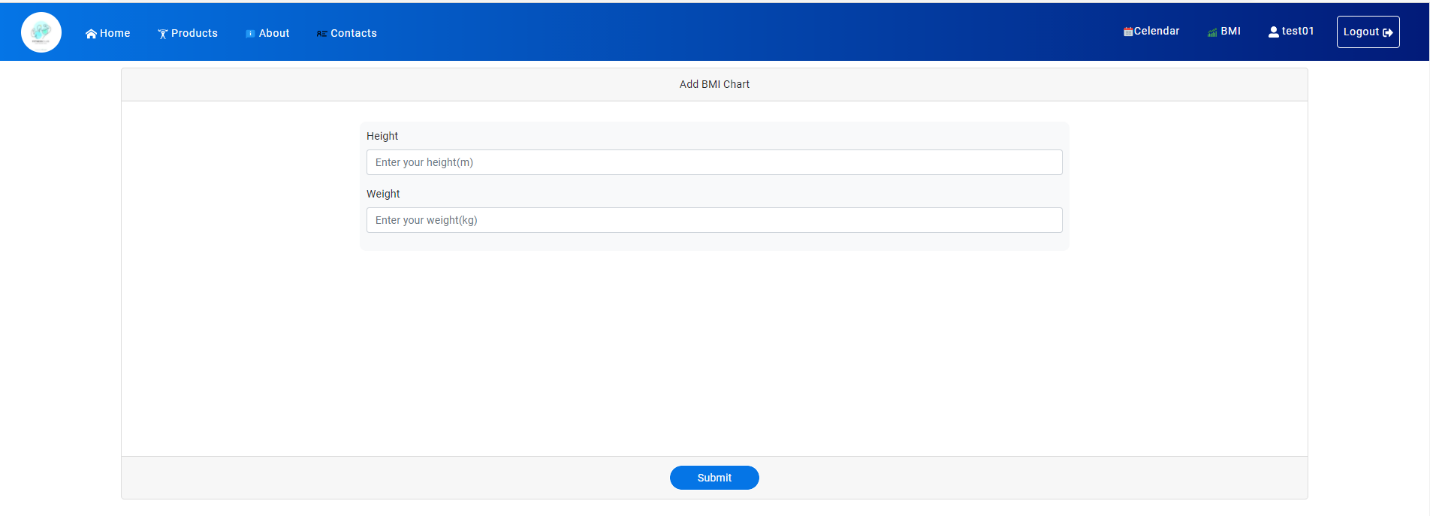 Home Products About Contacts Celendar BMI test01 Logout
Add BMI Chart
Height
Enter your height(m)
Weight
Enter your weight(kg)
Submit